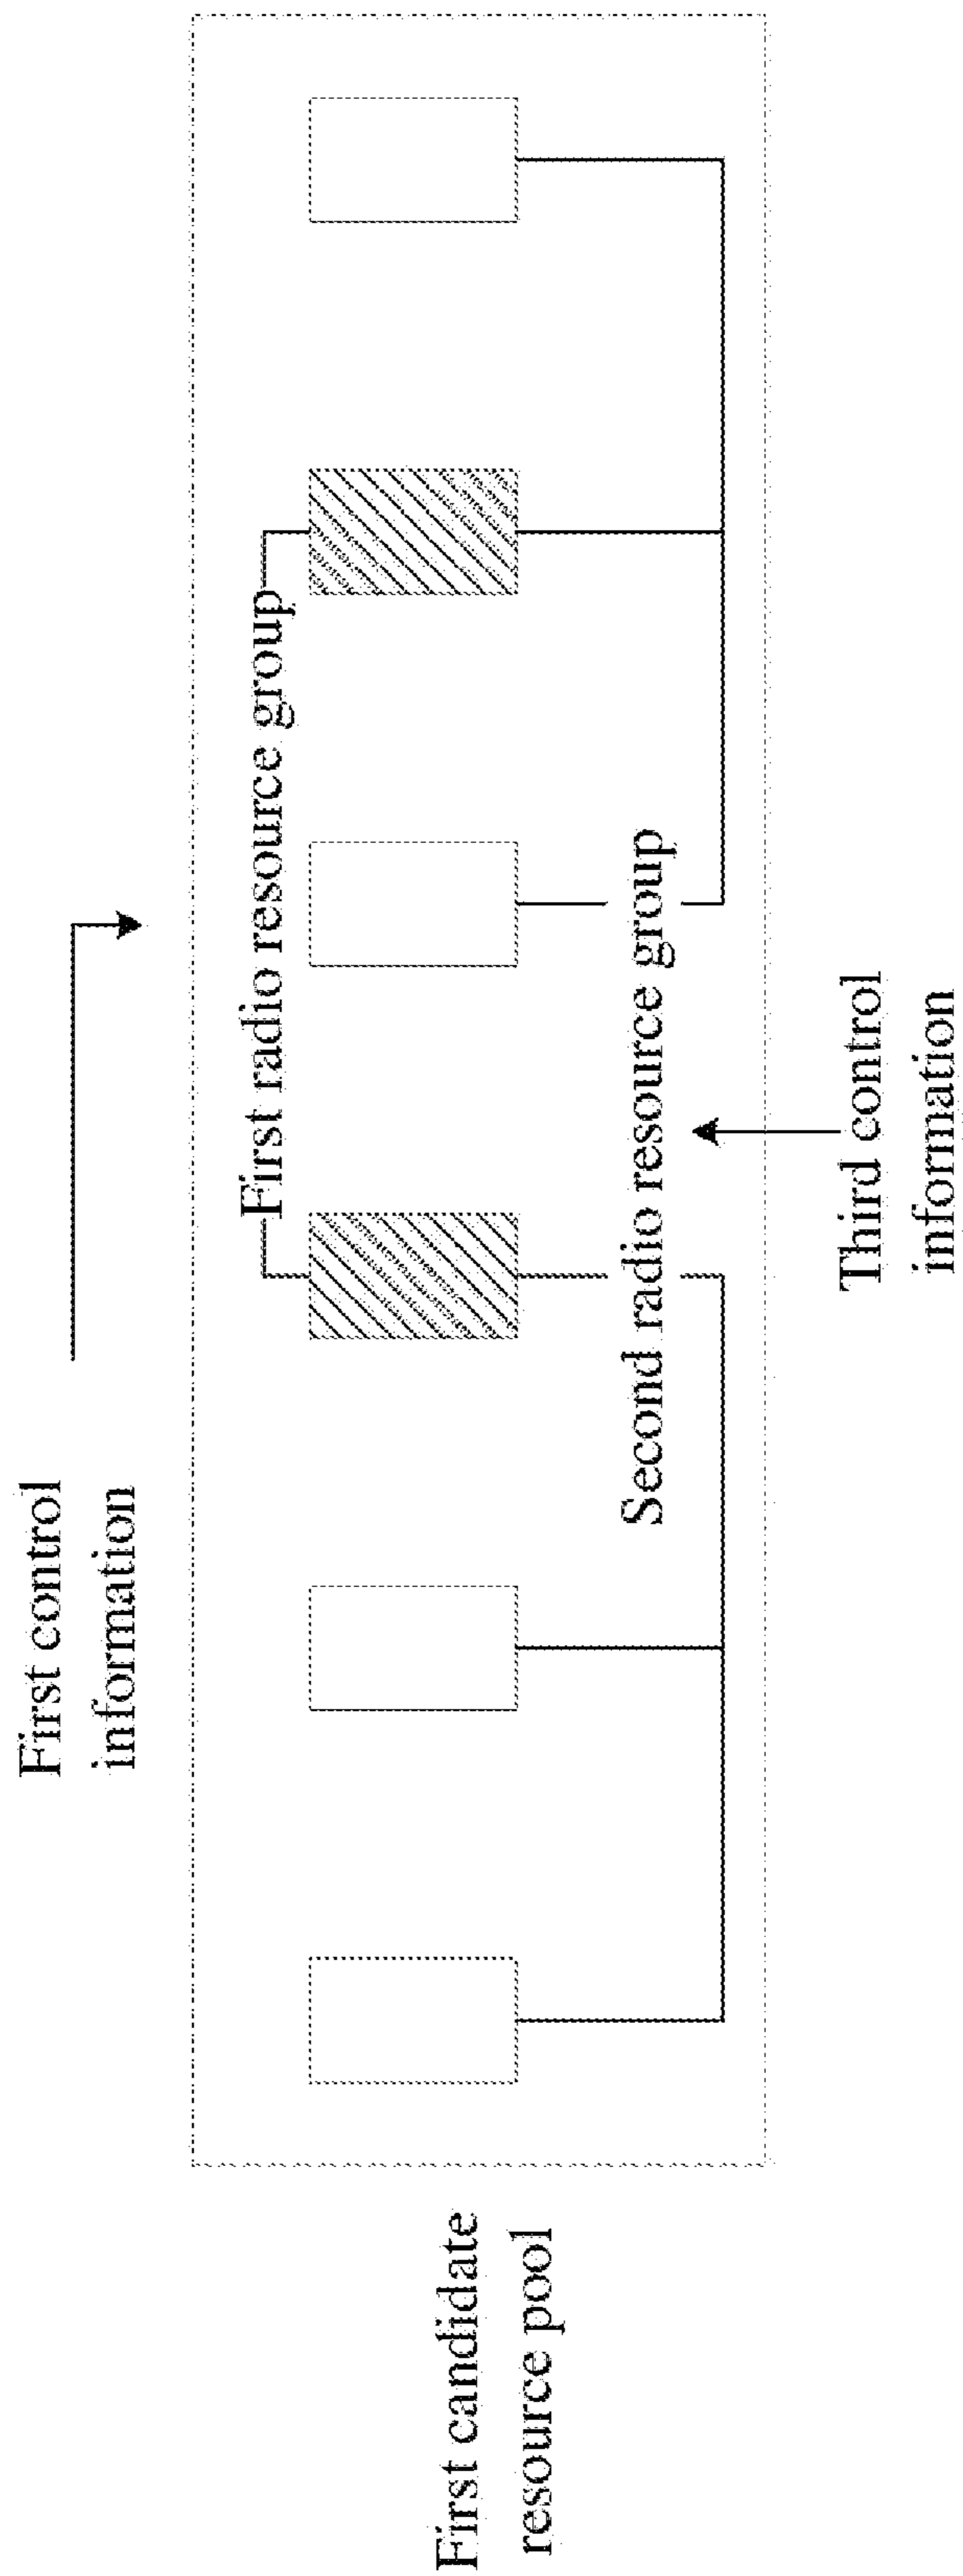 First control
information
First radio resource group
Second radio resource group
Third control
information
First candidate
resource pool